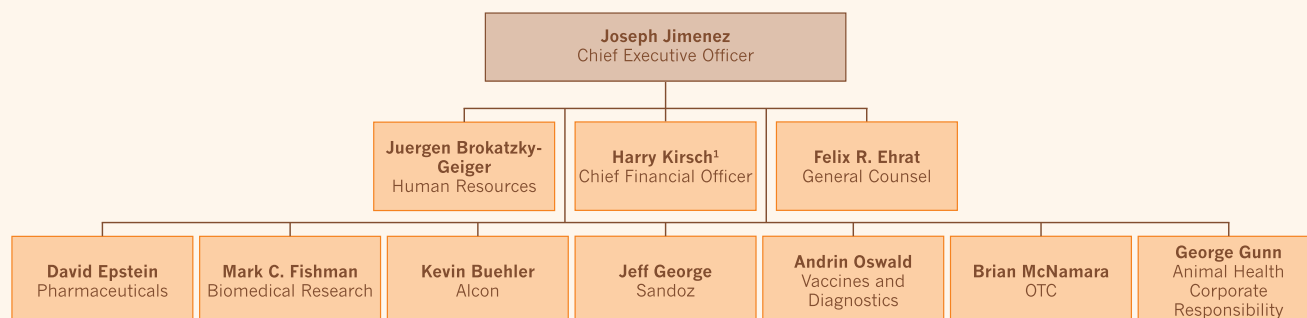 Joseph Jimenez
Chief Executive Officer
Juergen Brokatzky-
Geiger
Human Resources
Harry Kirsch¹
Chief Financial Officer
Felix R. Ehrat
General Counsel
David Epstein
Pharmaceuticals
Mark C. Fishman
Biomedical Research
Kevin Buehler
Alcon
Jeff George
Sandoz
Andrin Oswald
Vaccines and
Diagnostics
Brian McNamara
OTC
George Gunn
Animal Health
Corporate
Responsibility